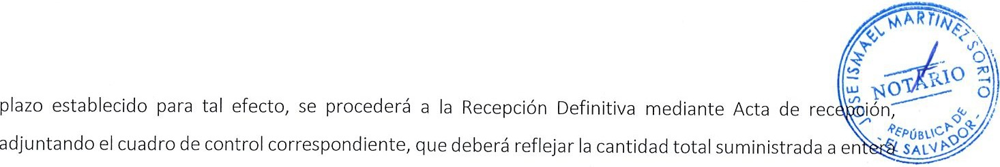 JOSE ISMAEL MARTINEZ SORTO
NOTARIO
REPÚBLICA DE
- EL SALVADOR -
plazo establecido para tal efecto, se procederá a la Recepción Definitiva mediante Acta de recepción,
adjuntando el cuadro de control correspondiente, que deberá reflejar la cantidad total suministrada a entera